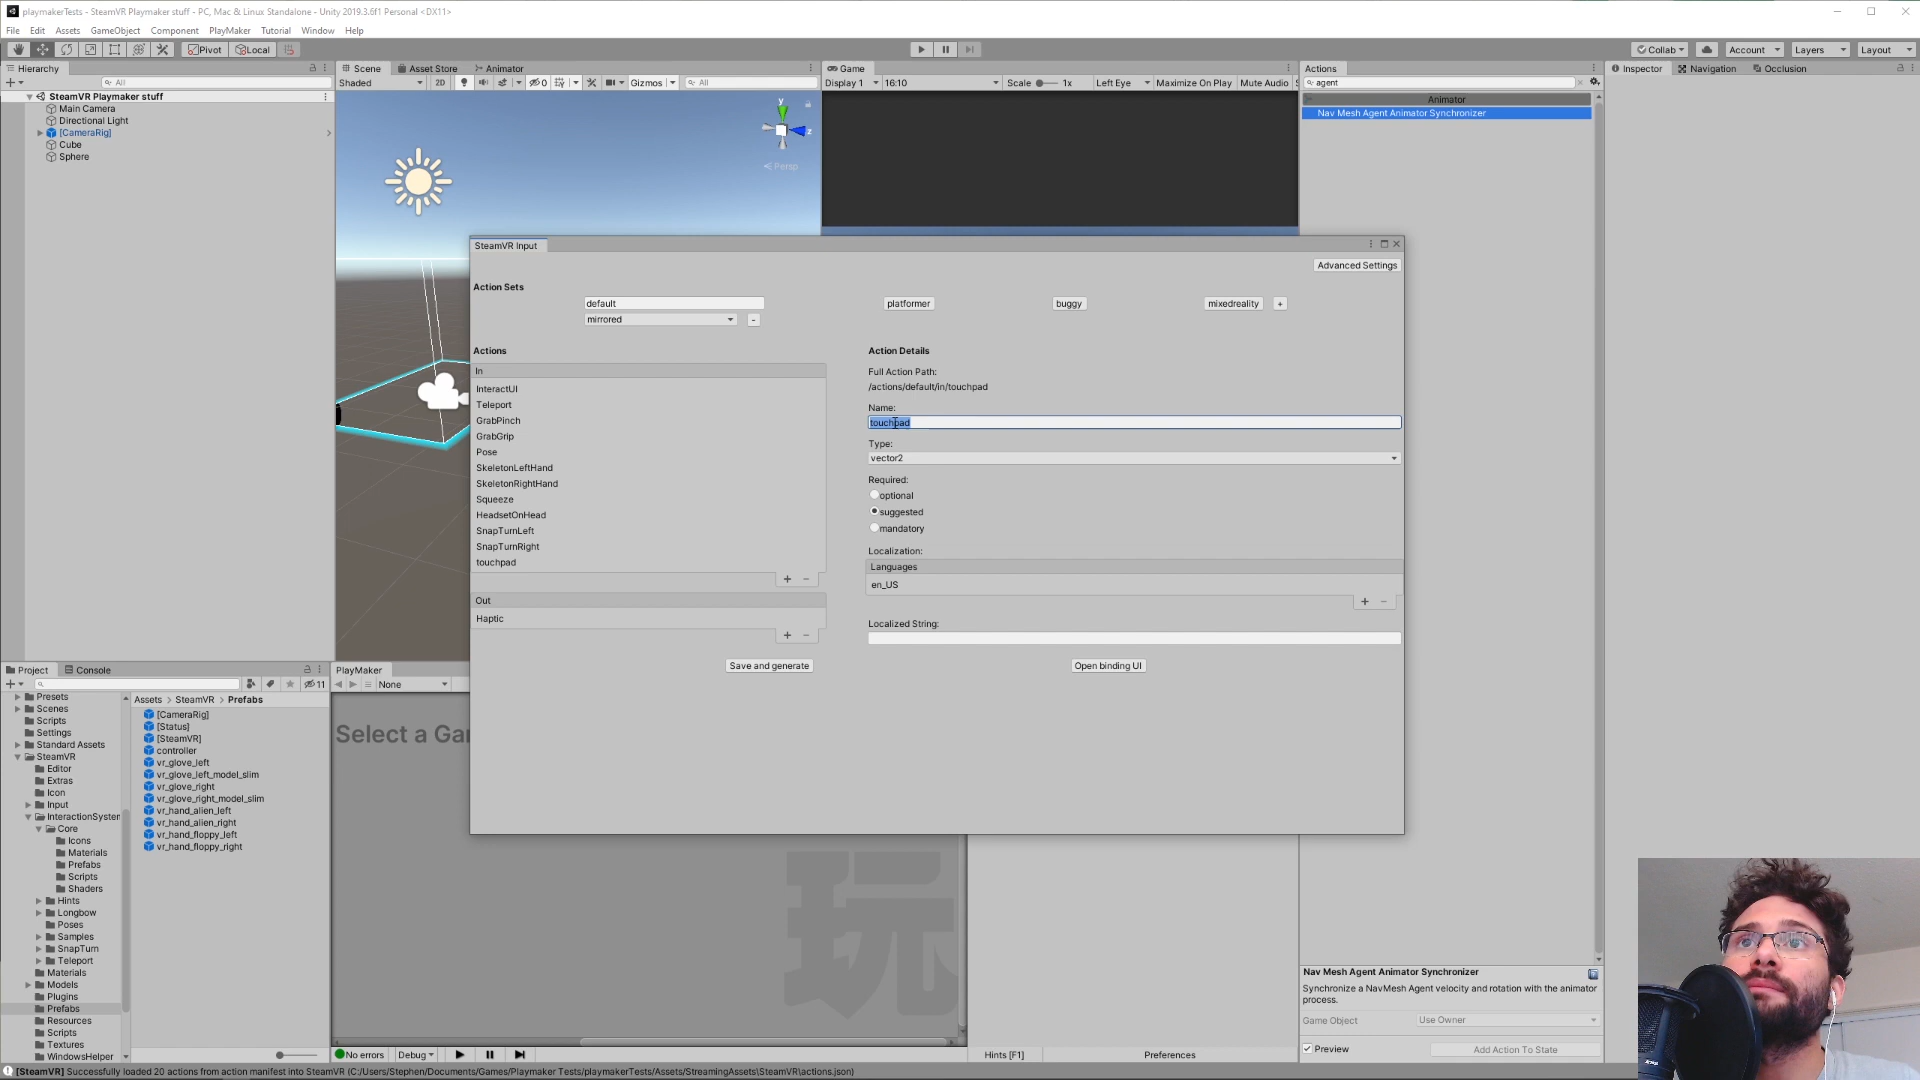 playmakerTests - SteamVR Playmaker stuff - PC, Mac & Linux Standalone - Unity 2019.3.6f1 Personal <DX11>
File Edit Assets GameObject Component PlayMaker Tutorial Window Help
Pivot Local Collab Account Layers Layout
Hierarchy
All
SteamVR Playmaker stuff
Main Camera
Directional Light
[CameraRig]
Cube
Sphere
Scene Asset Store Animator
Shaded 2D 0 Gizmos All
y
z
Persp
Game
Display 1 16:10 Scale 1x Left Eye Maximize On Play Mute Audio
Actions
agent
Animator
Nav Mesh Agent Animator Synchronizer
Inspector Navigation Occlusion
SteamVR Input
Advanced Settings
Action Sets
default platformer buggy mixedreality +
mirrored -
Actions
In
InteractUI
Teleport
GrabPinch
GrabGrip
Pose
SkeletonLeftHand
SkeletonRightHand
Squeeze
HeadsetOnHead
SnapTurnLeft
SnapTurnRight
touchpad
+ -
Out
Haptic
+ -
Save and generate
Action Details
Full Action Path:
/actions/default/in/touchpad
Name:
touchpad
Type:
vector2
Required:
optional
suggested
mandatory
Localization:
Languages
en_US
+ -
Localized String:
Open binding UI
Project Console
11
Presets
Scenes
Scripts
Settings
Standard Assets
SteamVR
Editor
Extras
Icon
Input
InteractionSysten
Core
Icons
Materials
Prefabs
Scripts
Shaders
Hints
Longbow
Poses
Samples
SnapTurn
Teleport
Materials
Models
Plugins
Prefabs
Resources
Scripts
Textures
WindowsHelper
Assets > SteamVR > Prefabs
[CameraRig]
[Status]
[SteamVR]
controller
vr_glove_left
vr_glove_left_model_slim
vr_glove_right
vr_glove_right_model_slim
vr_hand_alien_left
vr_hand_alien_right
vr_hand_floppy_left
vr_hand_floppy_right
PlayMaker
None
Select a Gar
玩
No errors Debug Hints [F1] Preferences
Nav Mesh Agent Animator Synchronizer
Synchronize a NavMesh Agent velocity and rotation with the animator
process.
Game Object Use Owner
Preview Add Action To State
[SteamVR] Successfully loaded 20 actions from action manifest into SteamVR (C:/Users/Stephen/Documents/Games/Playmaker Tests/playmakerTests/Assets/StreamingAssets\SteamVR\actions.json)